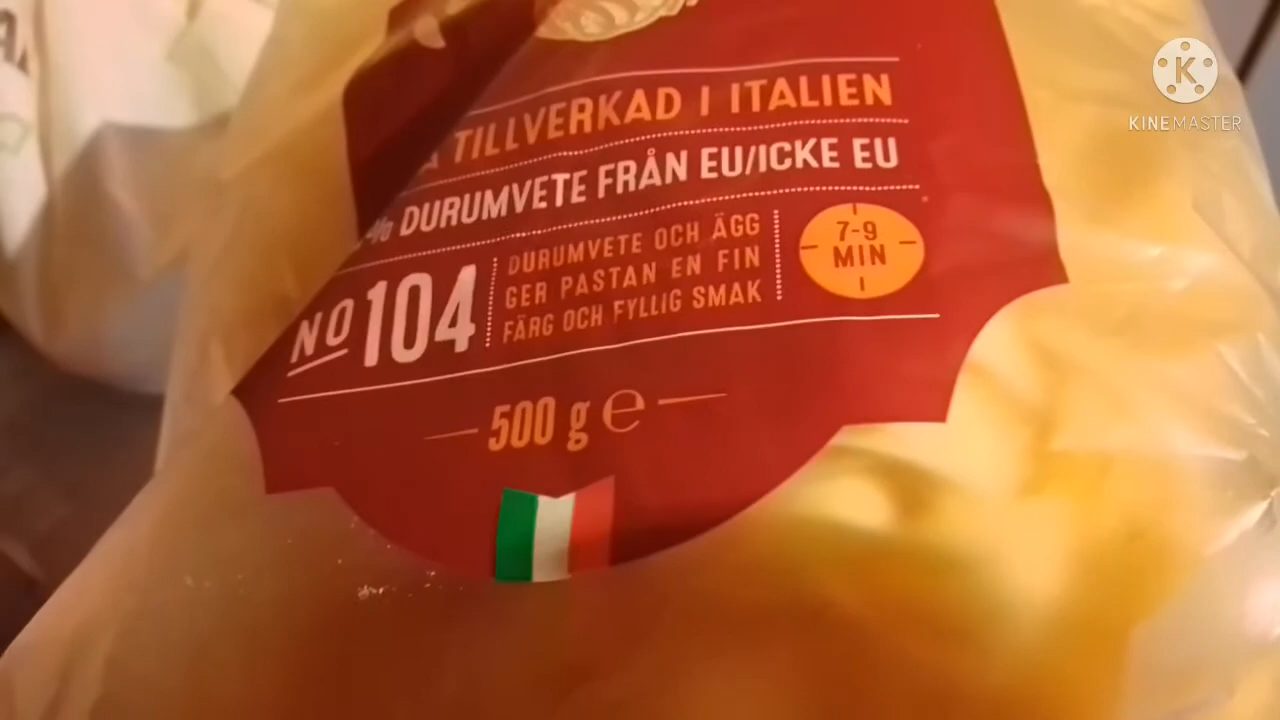 TILLVERKAD I ITALIEN
% DURUMVETE FRÅN EU/ICKE EU
NO 104
DURUMVETE OCH ÄGG
GER PASTAN EN FIN
FÄRG OCH FYLLIG SMAK
7-9
MIN
500 g e
K
KINEMASTER